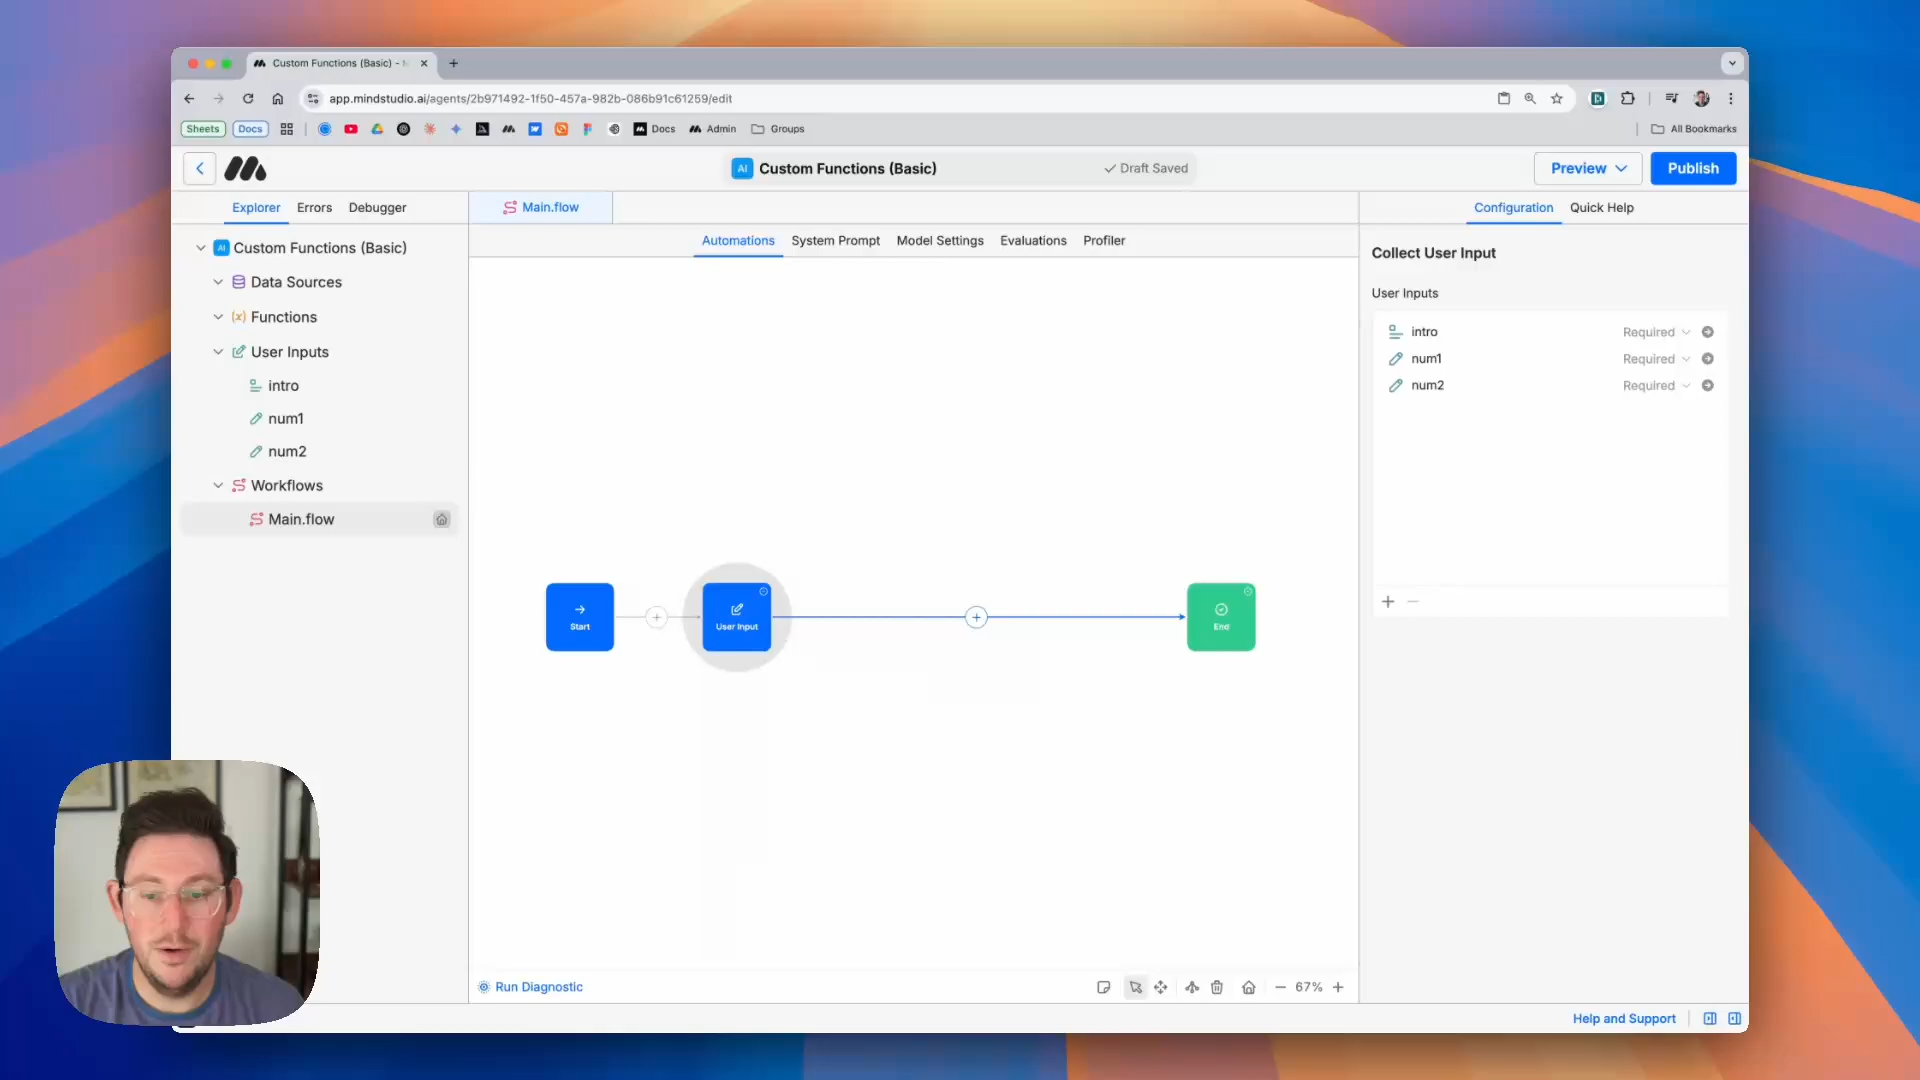 Custom Functions (Basic) -
app.mindstudio.ai/agents/2b971492-1f50-457a-982b-086b91c61259/edit
Sheets
Docs
Docs
Admin
Groups
All Bookmarks
AI
Custom Functions (Basic)
Draft Saved
Preview
Publish
Explorer
Errors
Debugger
Main.flow
Configuration
Quick Help
Automations
System Prompt
Model Settings
Evaluations
Profiler
AI
Custom Functions (Basic)
Data Sources
Functions
User Inputs
intro
num1
num2
Workflows
Main.flow
Start
User Input
End
Collect User Input
User Inputs
intro
Required
num1
Required
num2
Required
Run Diagnostic
67%
Help and Support